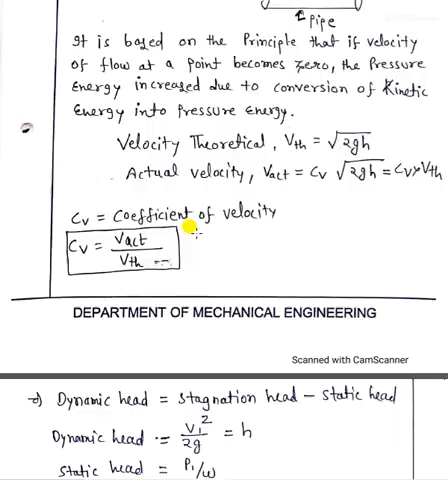 Pipe
It is based on the Principle that if velocity
of flow at a point becomes zero, the Pressure
Energy increased due to conversion of Kinetic
Energy into Pressure Energy.
Velocity Theoretical, Vth = √2gh
Actual velocity, Vact = Cv √2gh = Cv×Vth
Cv = Coefficient of velocity
Cv = Vact / Vth
DEPARTMENT OF MECHANICAL ENGINEERING
Scanned with CamScanner
→ Dynamic head = Stagnation head - Static head
Dynamic head = V₁²/2g = h
Static head = P₁/w